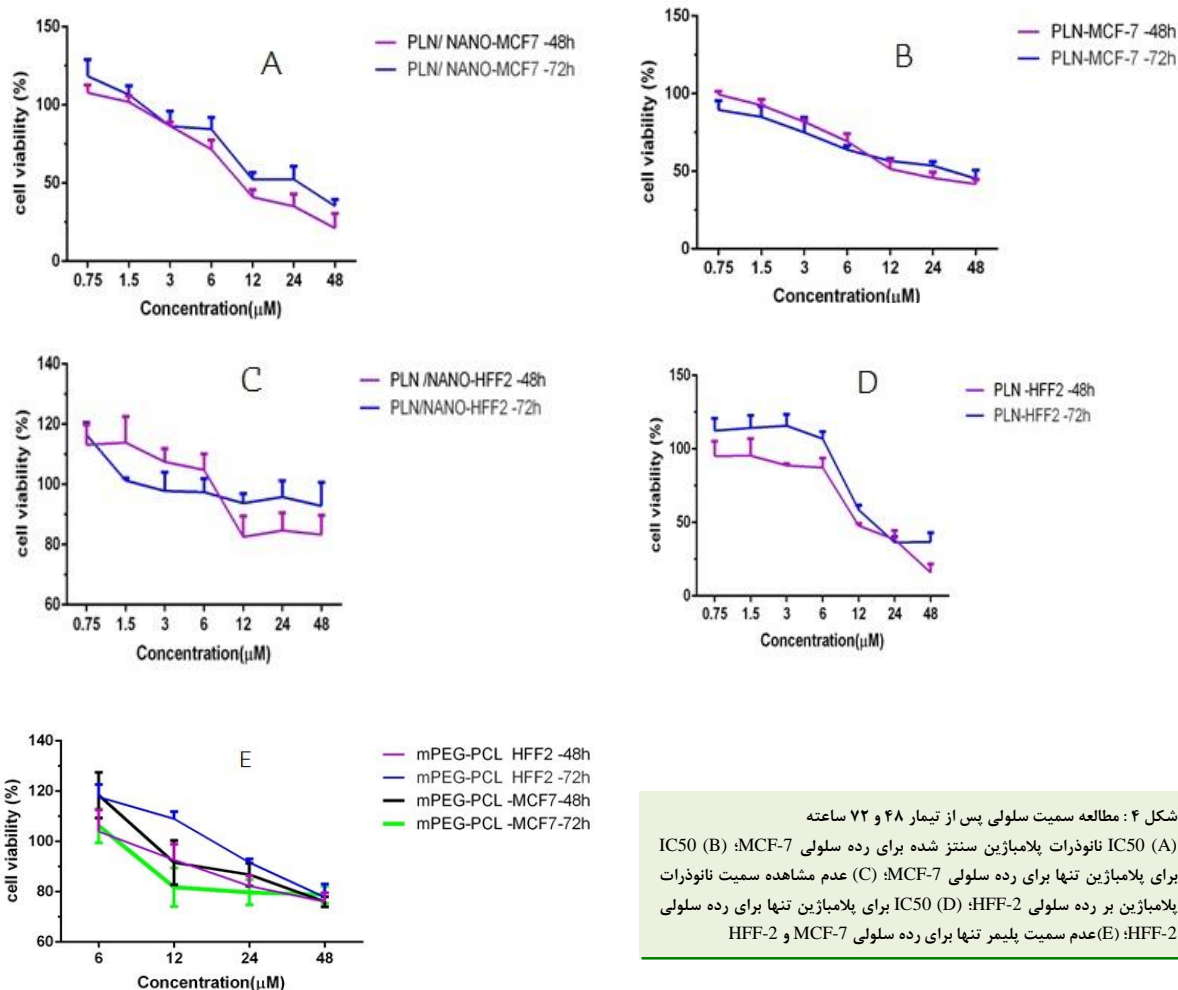 150
100
50
0
cell viability (%)
A
PLN/ NANO-MCF7 -48h
PLN/ NANO-MCF7 -72h
0.75 1.5 3 6 12 24 48
Concentration(μM)
150
100
50
0
cell viability (%)
B
PLN-MCF-7 -48h
PLN-MCF-7 -72h
0.75 1.5 3 6 12 24 48
Concentration(μM)
140
120
100
80
60
cell viability (%)
C
PLN /NANO-HFF2 -48h
PLN/NANO-HFF2 -72h
0.75 1.5 3 6 12 24 48
Concentration(μM)
150
100
50
0
cell viability (%)
D
PLN -HFF2 -48h
PLN-HFF2 -72h
0.75 1.5 3 6 12 24 48
Concentration(μM)
140
120
100
80
60
cell viability (%)
E
mPEG-PCL HFF2 -48h
mPEG-PCL HFF2 -72h
mPEG-PCL -MCF7-48h
mPEG-PCL -MCF7-72h
6 12 24 48
Concentration(μM)
شکل ۴ : مطالعه سمیت سلولی پس از تیمار ۴۸ و ۷۲ ساعته
IC50 (A) نانوذرات پلامباژین سنتز شده برای رده سلولی MCF-7؛ IC50 (B)
برای پلامباژین تنها برای رده سلولی MCF-7؛ (C) عدم مشاهده سمیت نانوذرات
پلامباژین بر رده سلولی HFF-2؛ IC50 (D) برای پلامباژین تنها برای رده سلولی
HFF-2؛ (E)عدم سمیت پلیمر تنها برای رده سلولی MCF-7 و HFF-2